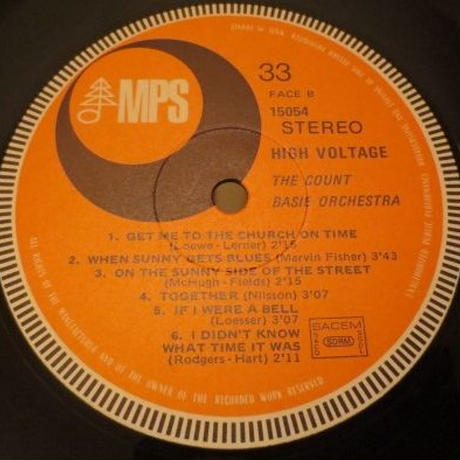 MPS
33
FACE B
15054
STEREO
HIGH VOLTAGE
THE COUNT
BASIE ORCHESTRA
1. GET ME TO THE CHURCH ON TIME
(Loewe - Lerner) 2'15
2. WHEN SUNNY GETS BLUES (Marvin Fisher) 3'43
3. ON THE SUNNY SIDE OF THE STREET
(McHugh - Fields) 2'15
4. TOGETHER (Nilsson) 3'07
5. IF I WERE A BELL
(Loesser) 3'07
6. I DIDN'T KNOW
WHAT TIME IT WAS
(Rodgers - Hart) 2'11
SACEM
SDRM
ALL RIGHTS OF THE MANUFACTURER AND OF THE OWNER OF THE RECORDED WORK RESERVED